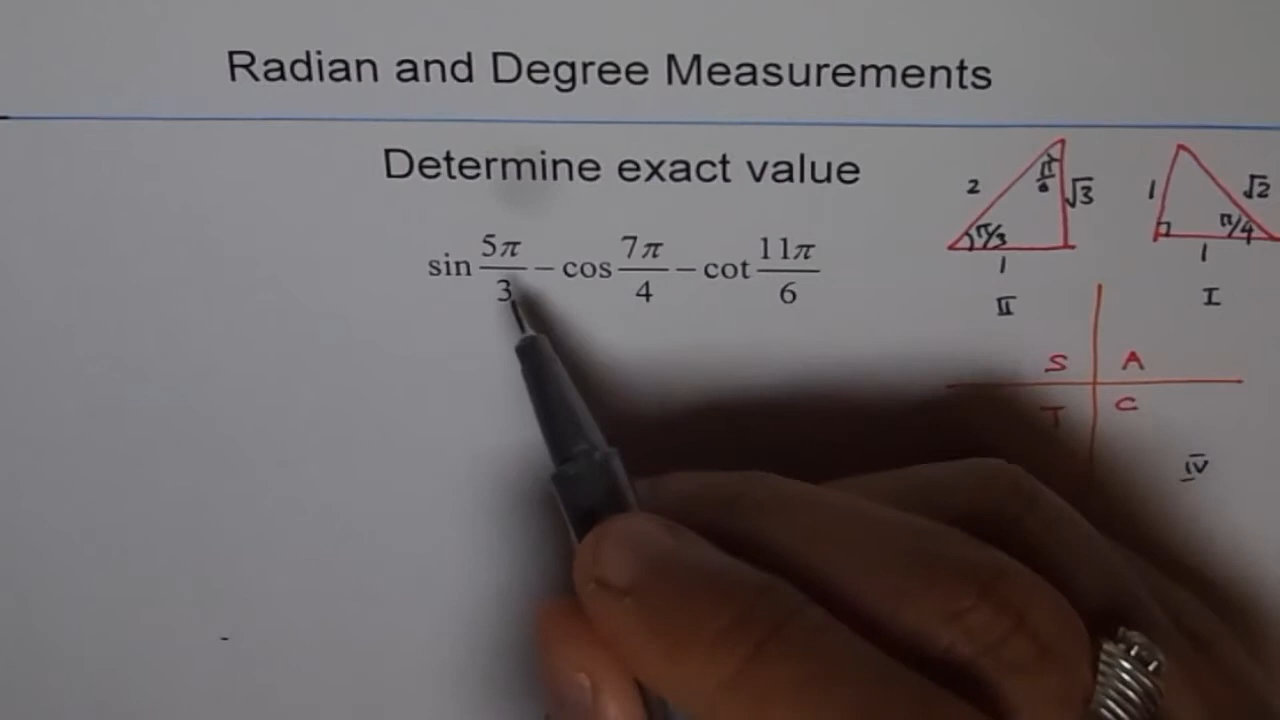 Radian and Degree Measurements
Determine exact value
sin 5π/3 − cos 7π/4 − cot 11π/6
2 π/6 √3
π/3
1
II
1 √2
π/4
1
I
S A
T C
IV